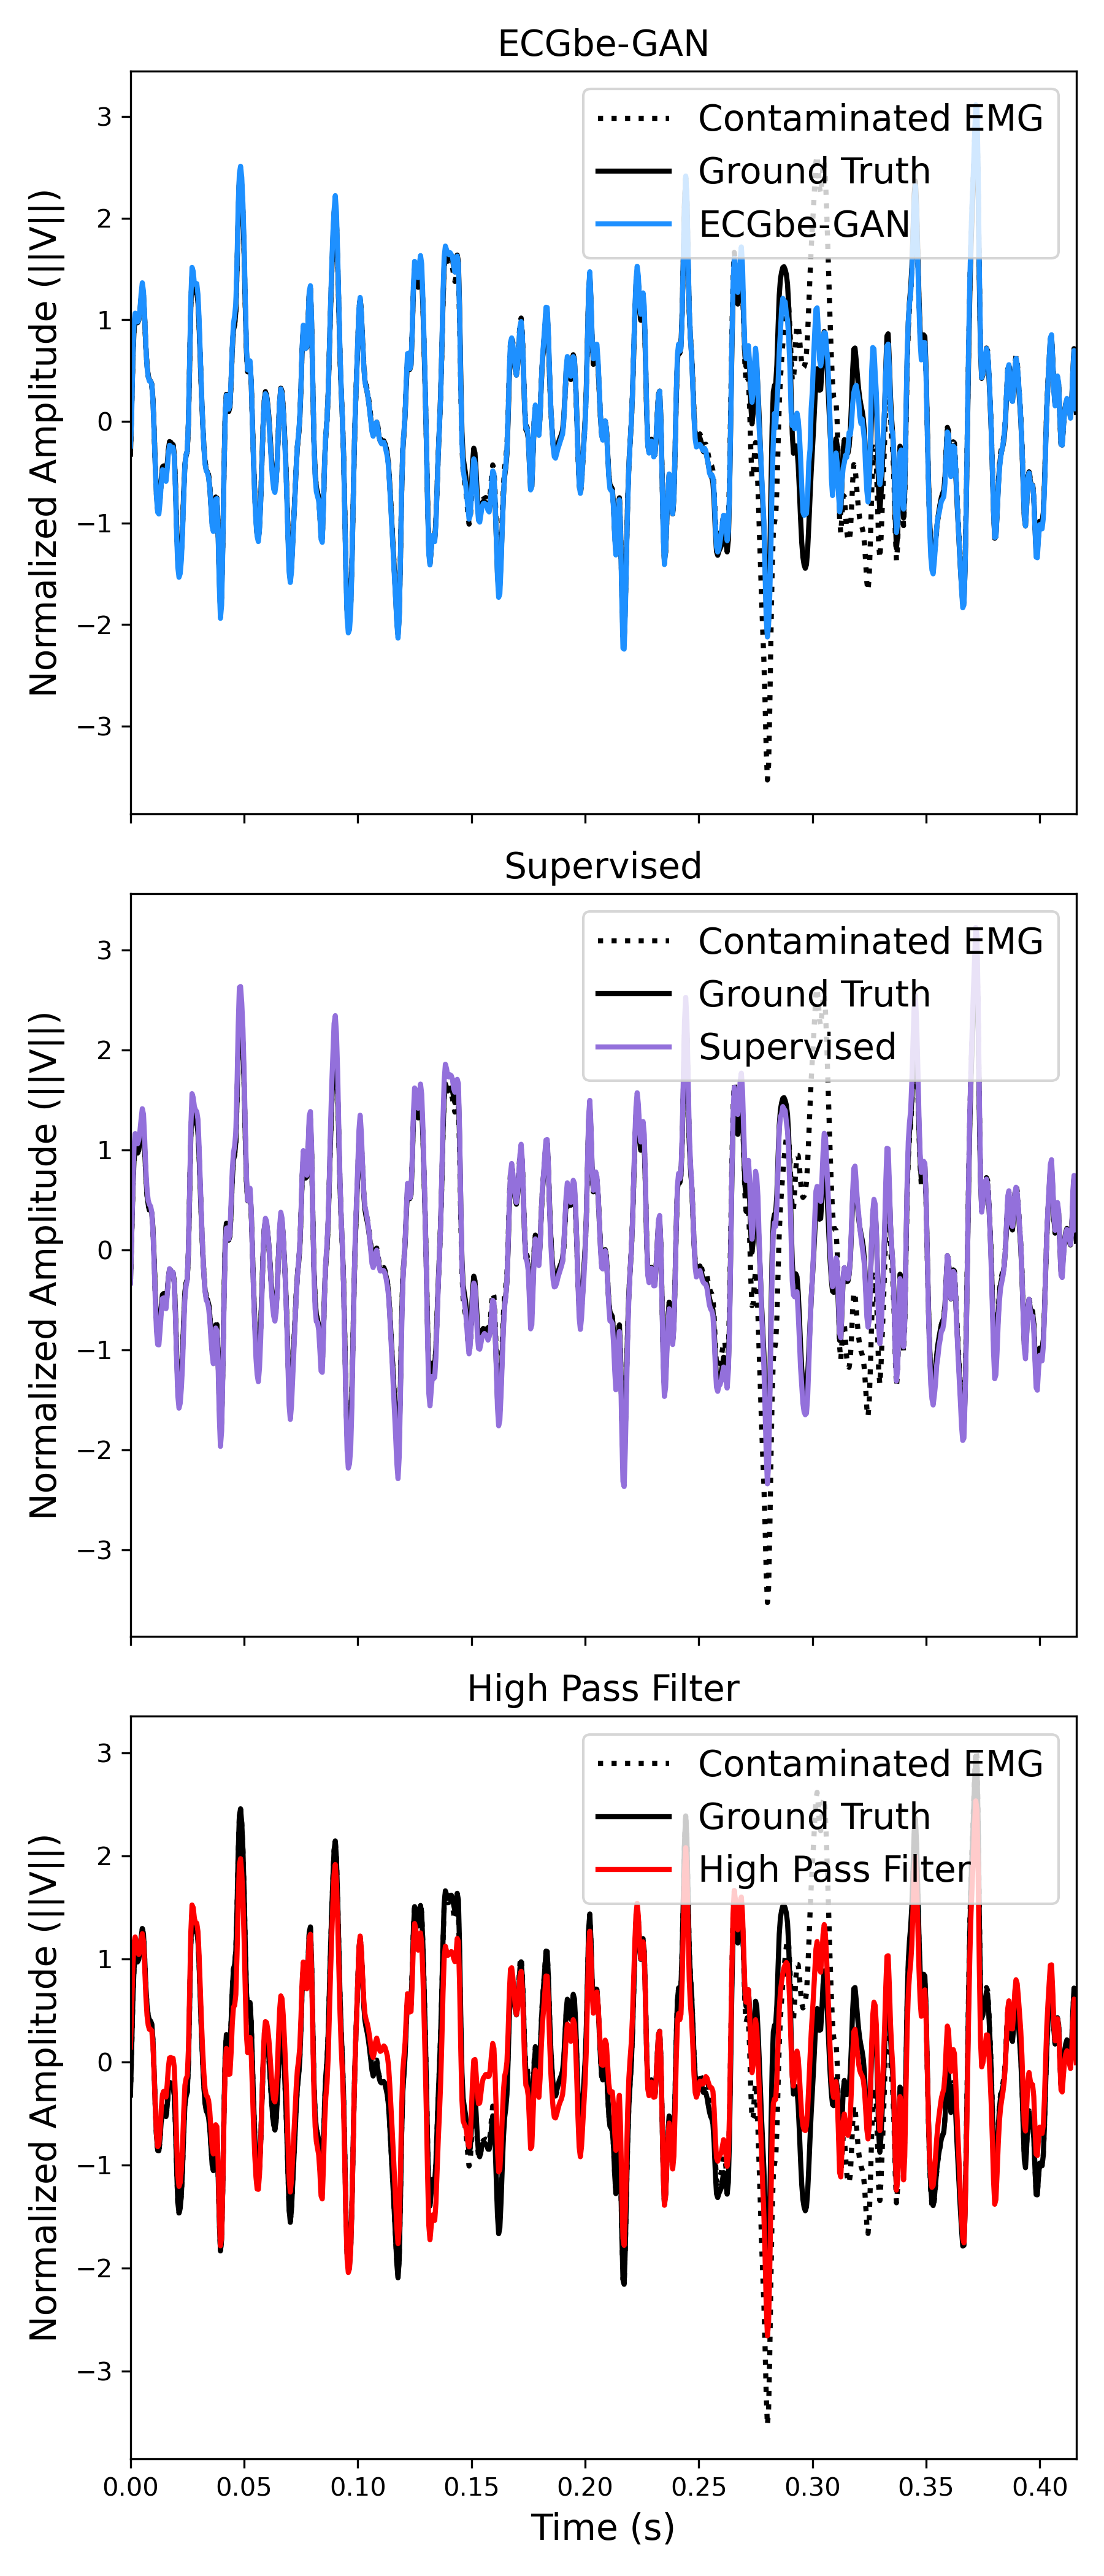 ECGbe-GAN
Normalized Amplitude (||V||)
3
2
1
0
−1
−2
−3
Contaminated EMG
Ground Truth
ECGbe-GAN
Supervised
Normalized Amplitude (||V||)
3
2
1
0
−1
−2
−3
Contaminated EMG
Ground Truth
Supervised
High Pass Filter
Normalized Amplitude (||V||)
3
2
1
0
−1
−2
−3
Contaminated EMG
Ground Truth
High Pass Filter
0.00 0.05 0.10 0.15 0.20 0.25 0.30 0.35 0.40
Time (s)